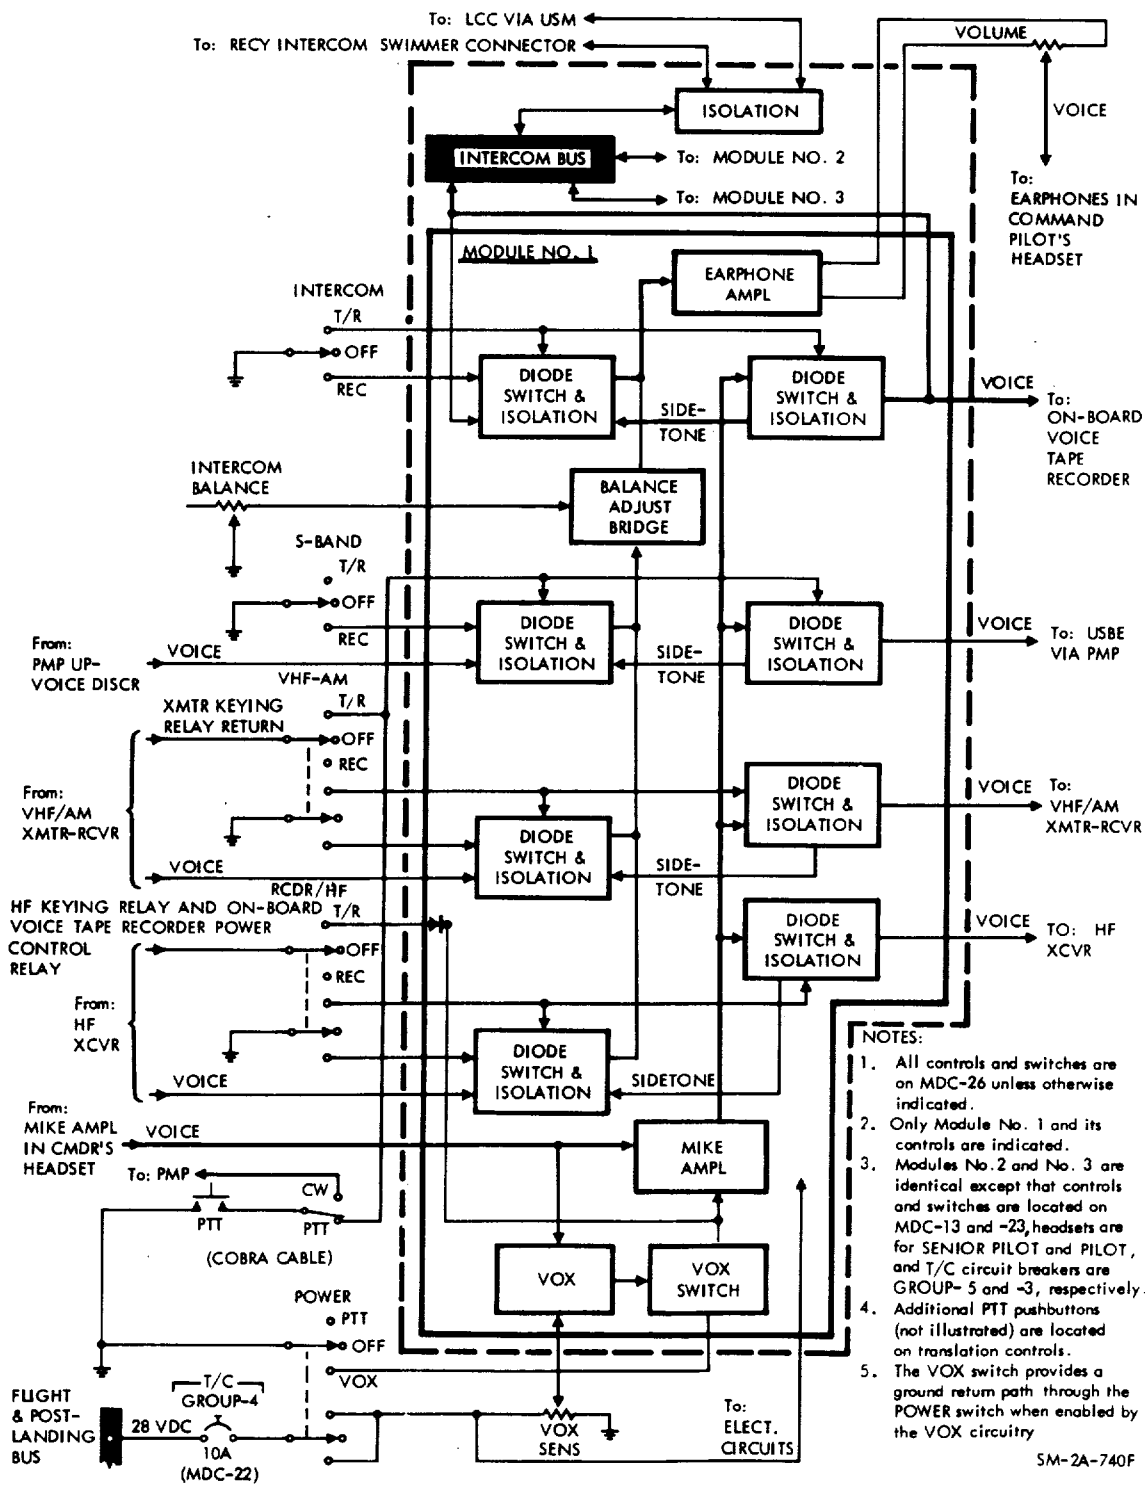 To: LCC VIA USM
To: RECY INTERCOM SWIMMER CONNECTOR
VOLUME
ISOLATION
VOICE
INTERCOM BUS
To: MODULE NO. 2
To: MODULE NO. 3
To:
EARPHONES IN
COMMAND
PILOT'S
HEADSET
MODULE NO. 1
EARPHONE
AMPL
INTERCOM
T/R
OFF
REC
DIODE
SWITCH &
ISOLATION
SIDE-
TONE
DIODE
SWITCH &
ISOLATION
VOICE
To:
ON-BOARD
VOICE
TAPE
RECORDER
INTERCOM
BALANCE
BALANCE
ADJUST
BRIDGE
S-BAND
T/R
OFF
REC
From:
PMP UP-
VOICE DISCR
VOICE
DIODE
SWITCH &
ISOLATION
SIDE-
TONE
DIODE
SWITCH &
ISOLATION
VOICE
To: USBE
VIA PMP
VHF-AM
T/R
XMTR KEYING
RELAY RETURN
OFF
REC
From:
VHF/AM
XMTR-RCVR
VOICE
DIODE
SWITCH &
ISOLATION
SIDE-
TONE
DIODE
SWITCH &
ISOLATION
VOICE
To:
VHF/AM
XMTR-RCVR
RCDR/HF
T/R
HF KEYING RELAY AND ON-BOARD
VOICE TAPE RECORDER POWER
CONTROL
RELAY
OFF
REC
From:
HF
XCVR
VOICE
DIODE
SWITCH &
ISOLATION
SIDETONE
DIODE
SWITCH &
ISOLATION
VOICE
TO: HF
XCVR
From:
MIKE AMPL
IN CMDR'S
HEADSET
VOICE
MIKE
AMPL
To: PMP
CW
PTT
PTT
(COBRA CABLE)
VOX
VOX
SWITCH
POWER
PTT
OFF
VOX
FLIGHT
& POST-
LANDING
BUS
28 VDC
T/C
GROUP-4
10A
(MDC-22)
VOX
SENS
To:
ELECT.
CIRCUITS
NOTES:
1. All controls and switches are
on MDC-26 unless otherwise
indicated.
2. Only Module No. 1 and its
controls are indicated.
3. Modules No.2 and No. 3 are
identical except that controls
and switches are located on
MDC-13 and -23, headsets are
for SENIOR PILOT and PILOT,
and T/C circuit breakers are
GROUP- 5 and -3, respectively.
4. Additional PTT pushbuttons
(not illustrated) are located
on translation controls.
5. The VOX switch provides a
ground return path through the
POWER switch when enabled by
the VOX circuitry
SM-2A-740F